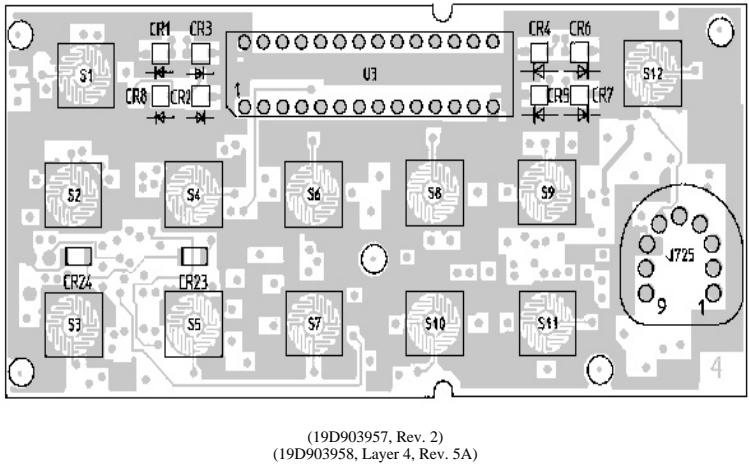 CR1 CR3 CR4 CR6
S1 U3 S12
1
CR8 CR2 CR5 CR7
S2 S4 S6 S8 S9
J725
CR24 CR23
9 1
S3 S5 S7 S10 S11
4
(19D903957, Rev. 2)
(19D903958, Layer 4, Rev. 5A)